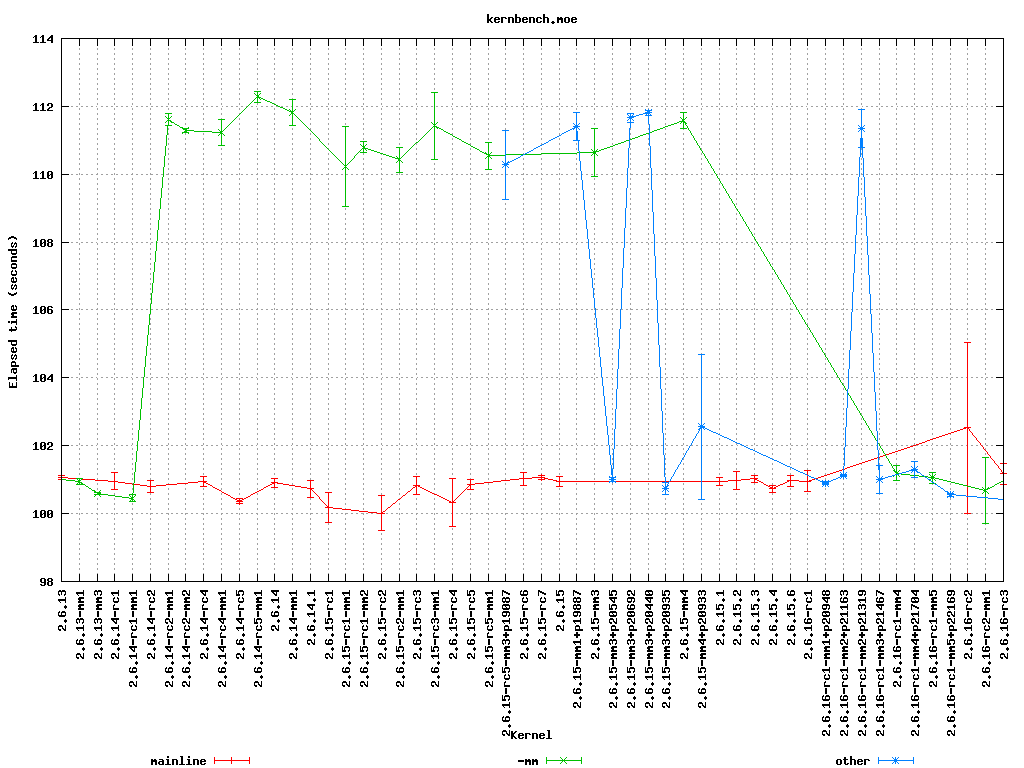 kernbench.moe
114
112
110
108
106
104
102
100
98
Elapsed time (seconds)
2.6.13
2.6.13-mm1
2.6.13-mm3
2.6.14-rc1
2.6.14-rc1-mm1
2.6.14-rc2
2.6.14-rc2-mm1
2.6.14-rc2-mm2
2.6.14-rc4
2.6.14-rc4-mm1
2.6.14-rc5
2.6.14-rc5-mm1
2.6.14
2.6.14-mm1
2.6.14.1
2.6.15-rc1
2.6.15-rc1-mm1
2.6.15-rc1-mm2
2.6.15-rc2
2.6.15-rc2-mm1
2.6.15-rc3
2.6.15-rc3-mm1
2.6.15-rc4
2.6.15-rc5
2.6.15-rc5-mm1
2.6.15-rc5-mm3+p19087
2.6.15-rc6
2.6.15-rc7
2.6.15
2.6.15-mm1+p19887
2.6.15-mm3
2.6.15-mm3+p20545
2.6.15-mm3+p20692
2.6.15-mm3+p20440
2.6.15-mm3+p20935
2.6.15-mm4
2.6.15-mm4+p20933
2.6.15.1
2.6.15.2
2.6.15.3
2.6.15.4
2.6.15.6
2.6.16-rc1
2.6.16-rc1-mm1+p20948
2.6.16-rc1-mm2+p21163
2.6.16-rc1-mm2+p21319
2.6.16-rc1-mm3+p21467
2.6.16-rc1-mm4
2.6.16-rc1-mm4+p21704
2.6.16-rc1-mm5
2.6.16-rc1-mm5+p22169
2.6.16-rc2
2.6.16-rc2-mm1
2.6.16-rc3
Kernel
mainline
-mm
other